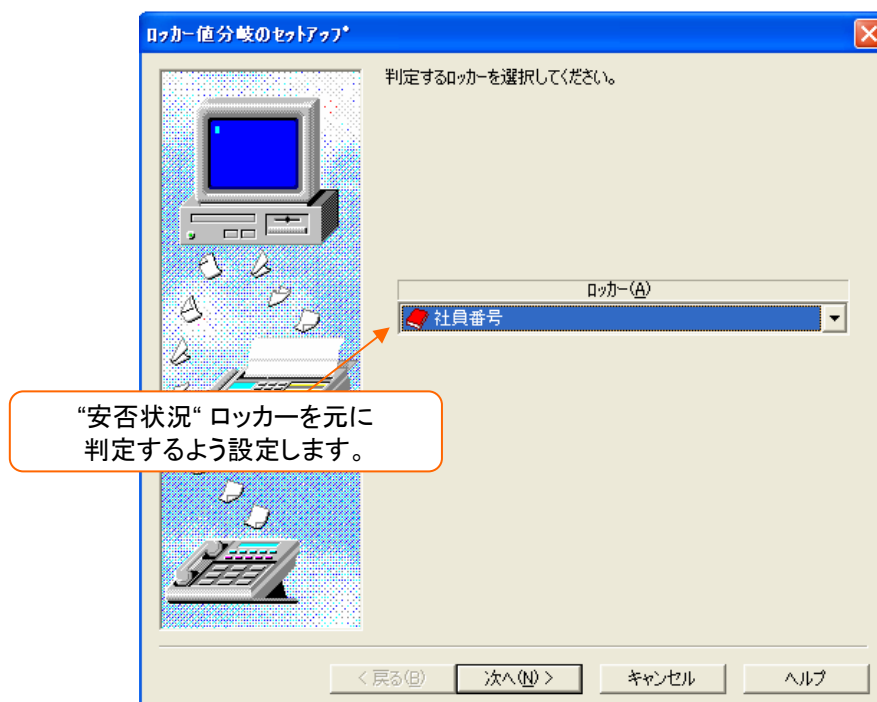 ロッカー値分岐のセットアップ
判定するロッカーを選択してください。
ロッカー(A)
社員番号
“安否状況“ ロッカーを元に
判定するよう設定します。
< 戻る(B)
次へ(N) >
キャンセル
ヘルプ